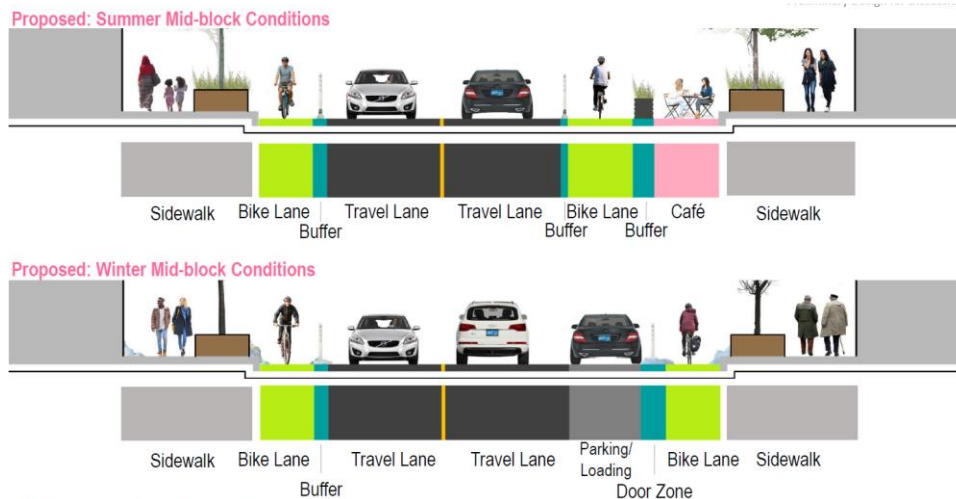 Proposed: Summer Mid-block Conditions
Sidewalk Bike Lane Travel Lane Travel Lane Bike Lane Café Sidewalk
Buffer Buffer Buffer
Proposed: Winter Mid-block Conditions
Sidewalk Bike Lane Travel Lane Travel Lane Parking/ Bike Lane Sidewalk
Loading
Buffer Door Zone